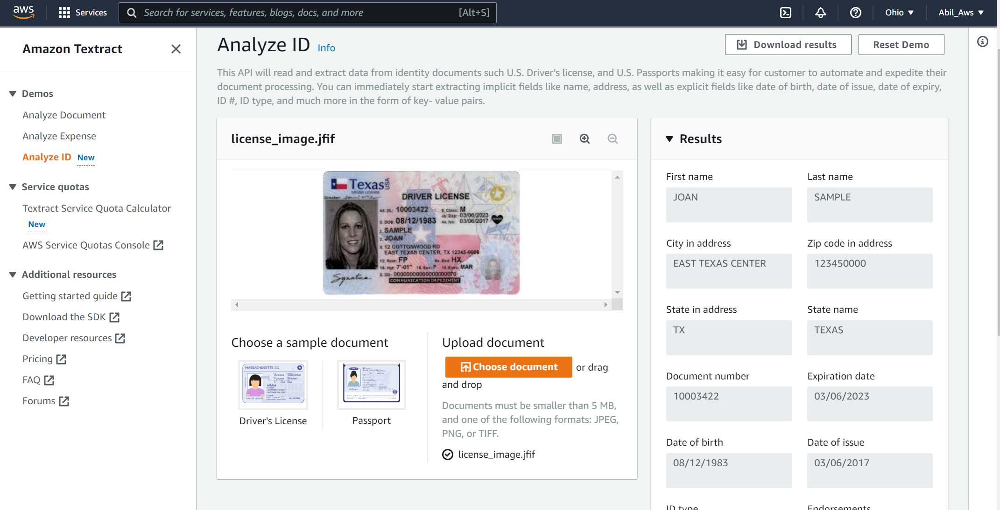 aws
Services
Search for services, features, blogs, docs, and more
[Alt+S]
Ohio ▼
Abil_Aws ▼
Amazon Textract
Demos
Analyze Document
Analyze Expense
Analyze ID New
Service quotas
Textract Service Quota Calculator
New
AWS Service Quotas Console
Additional resources
Getting started guide
Download the SDK
Developer resources
Pricing
FAQ
Forums
Analyze ID Info
Download results
Reset Demo
This API will read and extract data from identity documents such U.S. Driver’s license, and U.S. Passports making it easy for customer to automate and expedite their
document processing. You can immediately start extracting implicit fields like name, address, as well as explicit fields like date of birth, date of issue, date of expiry,
ID #, ID type, and much more in the form of key- value pairs.
license_image.jfif
Texas USA
DRIVER LICENSE
Director:
DRIVER LICENSE
4d. DL: 10003422 9. Class: M
4b. Exp: 03/06/2023
3. DOB: 08/12/1983 4a. Iss: 03/06/2017
1. SAMPLE
2. JOAN
8. 12 COTTONWOOD RD
EAST TEXAS CENTER, TX 12345-0000
12. Rest: FP 9a. End: HX
16. Hgt: 7'-01" 15. Sex: F 18. Eyes: MAR
5. DD: 00000000000000000070
COMMUNICATION IMPEDIMENT
Signature
Choose a sample document
MASSACHUSETTS
MARIA
GARCIA
Driver's License
Passport
Upload document
Choose document or drag
and drop
Documents must be smaller than 5 MB,
and one of the following formats: JPEG,
PNG, or TIFF.
license_image.jfif
Results
First name
JOAN
Last name
SAMPLE
City in address
EAST TEXAS CENTER
Zip code in address
123450000
State in address
TX
State name
TEXAS
Document number
10003422
Expiration date
03/06/2023
Date of birth
08/12/1983
Date of issue
03/06/2017
ID type
Endorsements